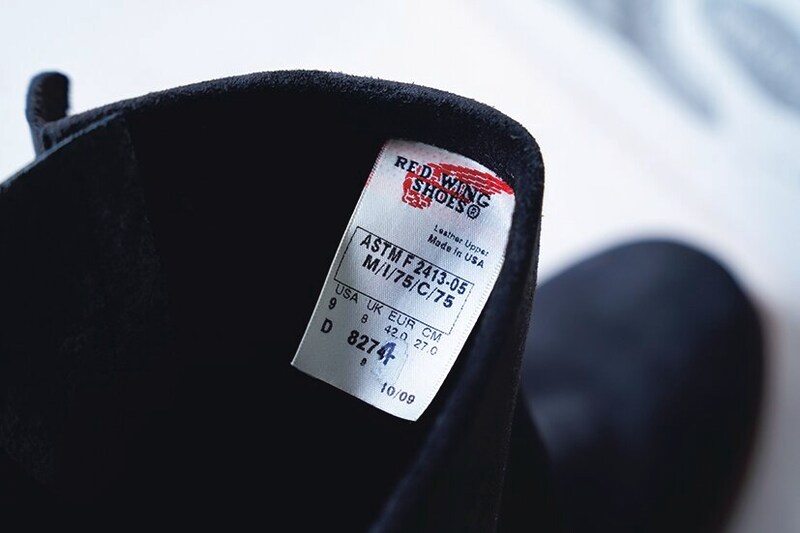 RED WING
SHOES®
Leather Upper
Made in USA
ASTM F 2413-05
M/I/75/C/75
USA UK EUR CM
9 8 42.0 27.0
D 8274
10/09